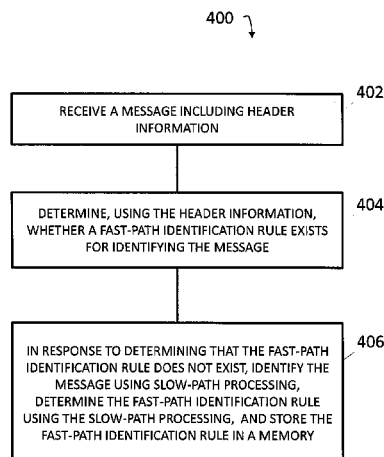 400
402
RECEIVE A MESSAGE INCLUDING HEADER
INFORMATION
404
DETERMINE, USING THE HEADER INFORMATION,
WHETHER A FAST-PATH IDENTIFICATION RULE EXISTS
FOR IDENTIFYING THE MESSAGE
406
IN RESPONSE TO DETERMINING THAT THE FAST-PATH
IDENTIFICATION RULE DOES NOT EXIST, IDENTIFY THE
MESSAGE USING SLOW-PATH PROCESSING,
DETERMINE THE FAST-PATH IDENTIFICATION RULE
USING THE SLOW-PATH PROCESSING, AND STORE THE
FAST-PATH IDENTIFICATION RULE IN A MEMORY